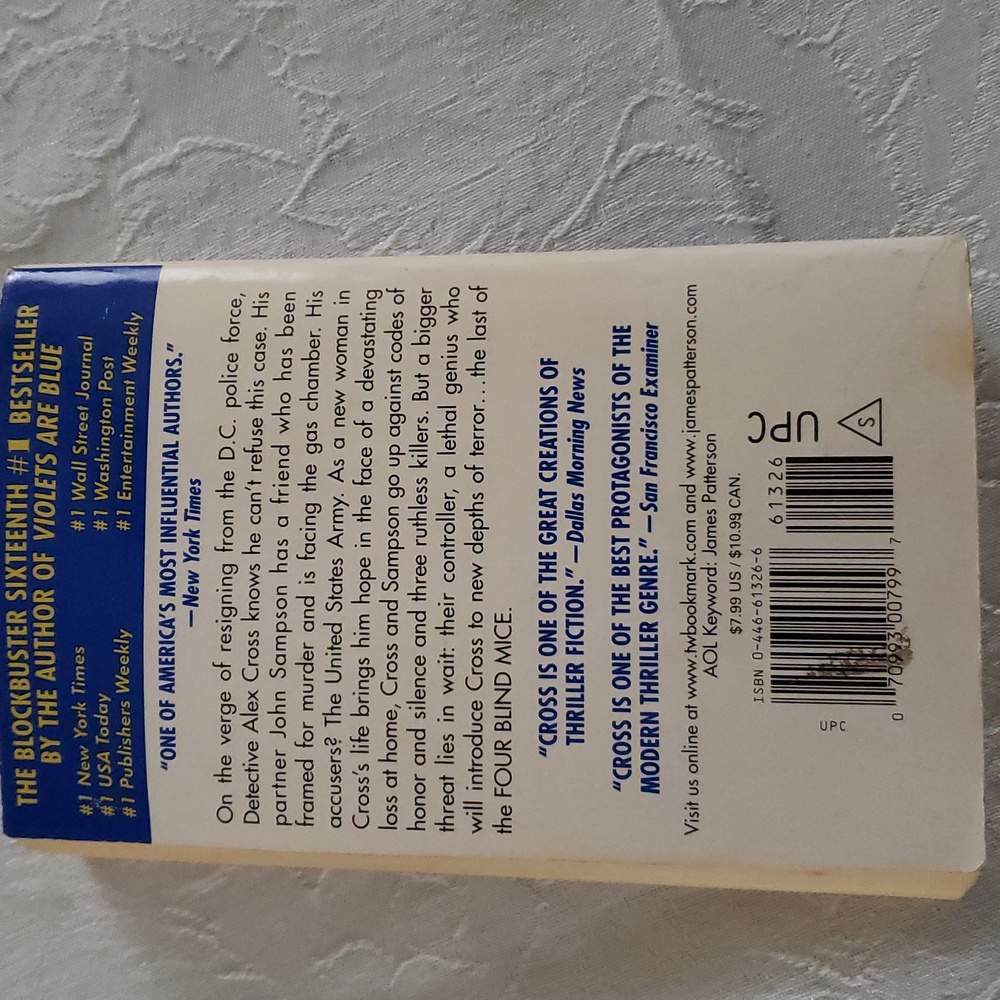 THE BLOCKBUSTER SIXTEENTH #1 BESTSELLER
BY THE AUTHOR OF VIOLETS ARE BLUE
#1 New York Times
#1 USA Today
#1 Publishers Weekly
#1 Wall Street Journal
#1 Washington Post
#1 Entertainment Weekly
"ONE OF AMERICA'S MOST INFLUENTIAL AUTHORS."
—New York Times
On the verge of resigning from the D.C. police force,
Detective Alex Cross knows he can't refuse this case. His
partner John Sampson has a friend who has been
framed for murder and is facing the gas chamber. His
accusers? The United States Army. As a new woman in
Cross's life brings him hope in the face of a devastating
loss at home, Cross and Sampson go up against codes of
honor and silence and three ruthless killers. But a bigger
threat lies in wait: their controller, a lethal genius who
will introduce Cross to new depths of terror...the last of
the FOUR BLIND MICE.
"CROSS IS ONE OF THE GREAT CREATIONS OF
THRILLER FICTION." —Dallas Morning News
"CROSS IS ONE OF THE BEST PROTAGONISTS OF THE
MODERN THRILLER GENRE." —San Francisco Examiner
Visit us online at www.twbookmark.com and www.jamespatterson.com
AOL Keyword: James Patterson
$7.99 US / $10.99 CAN.
ISBN 0-446-61326-6
61326
0 70993 00799 7
UPC
UPC
S